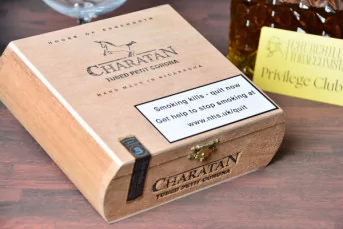 HOUSE OF CHARATAN
CHARATAN
TUBED PETIT CORONA
HAND MADE IN NICARAGUA
Smoking kills - quit now
Get help to stop smoking at
www.nhs.uk/quit
CHARATAN
TUBED PETIT CORONA
Privilege Club